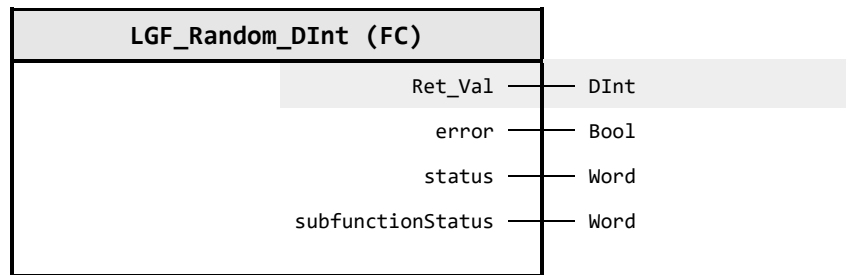 LGF_Random_DInt (FC)
Ret_Val DInt
error Bool
status Word
subfunctionStatus Word